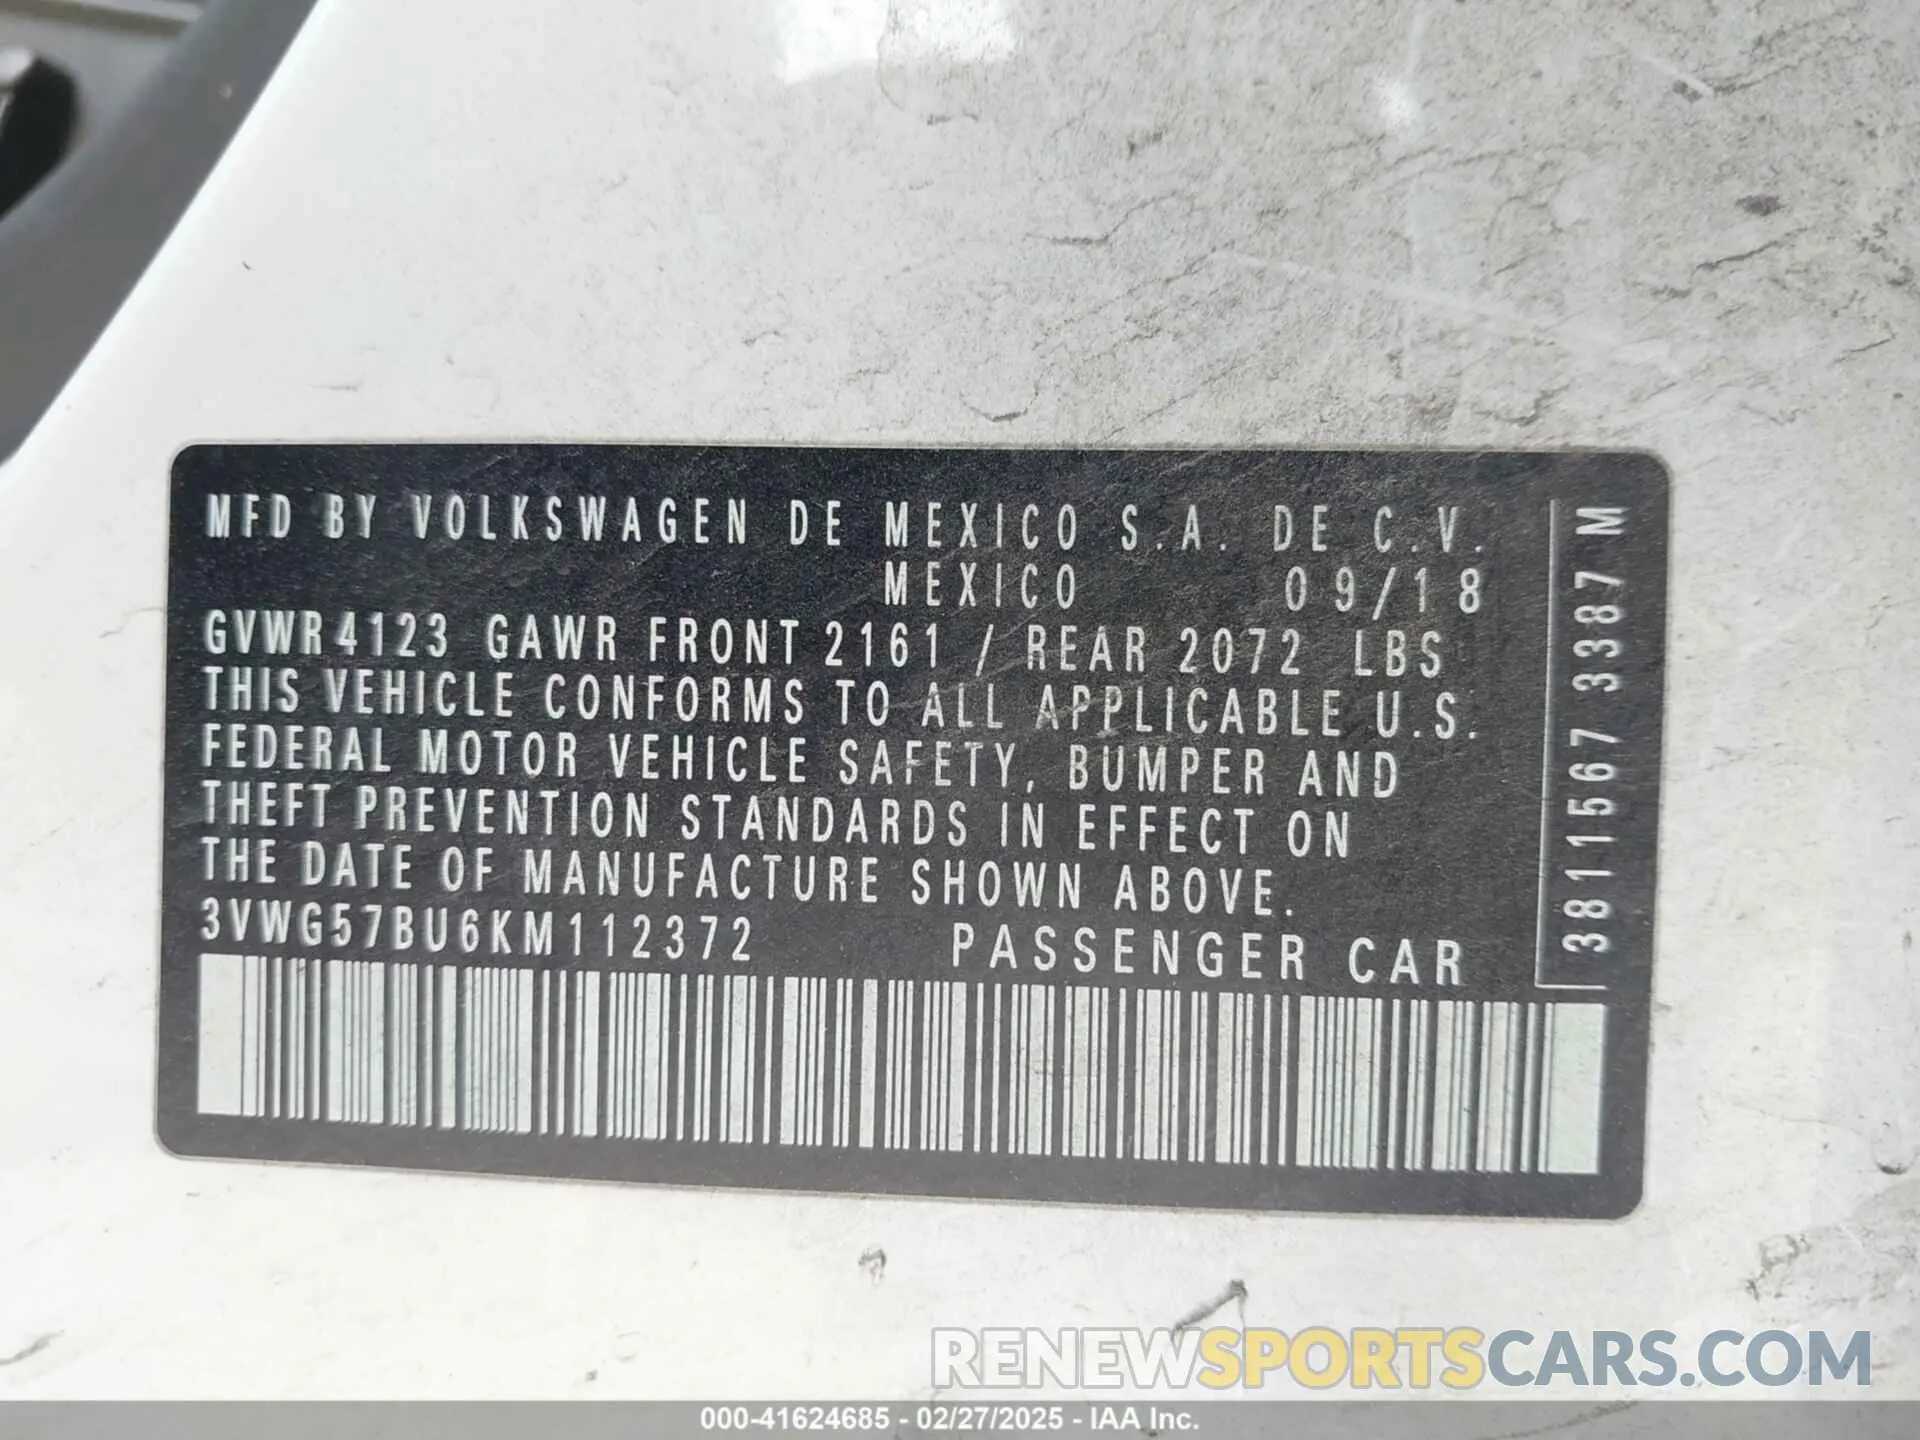 MFD BY VOLKSWAGEN DE MEXICO S.A. DE C.V.
MEXICO 09/18
GVWR 4123 GAWR FRONT 2161 / REAR 2072 LBS
THIS VEHICLE CONFORMS TO ALL APPLICABLE U.S.
FEDERAL MOTOR VEHICLE SAFETY, BUMPER AND
THEFT PREVENTION STANDARDS IN EFFECT ON
THE DATE OF MANUFACTURE SHOWN ABOVE.
3VWG57BU6KM112372 PASSENGER CAR
3811567 3387 M
RENEWSPORTSCARS.COM
000-41624685 - 02/27/2025 - IAA Inc.